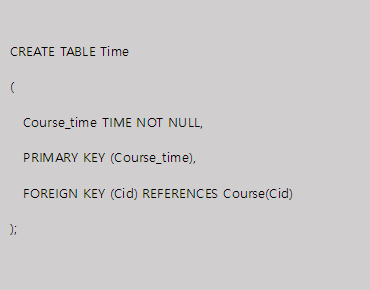 CREATE TABLE Time
(
Course_time TIME NOT NULL,
PRIMARY KEY (Course_time),
FOREIGN KEY (Cid) REFERENCES Course(Cid)
);